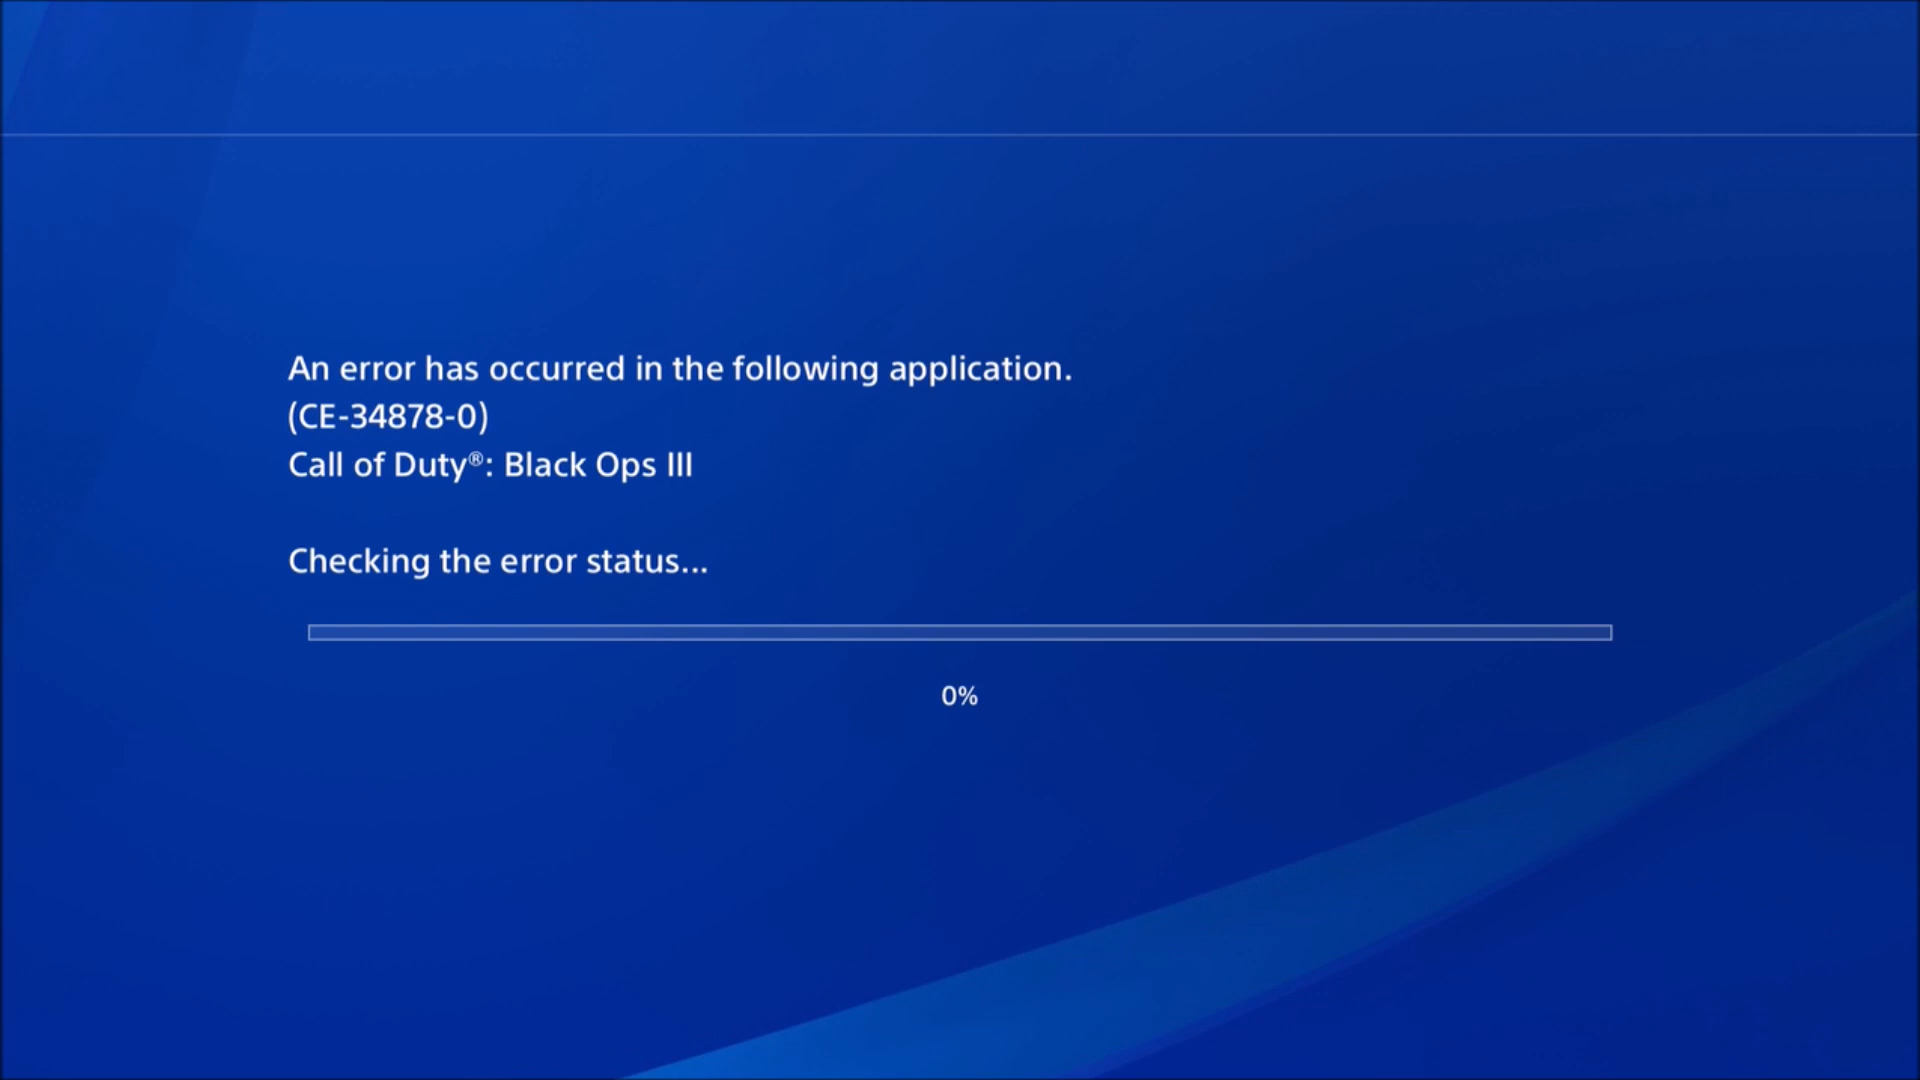 An error has occurred in the following application.
(CE-34878-0)
Call of Duty®: Black Ops III
Checking the error status...
0%